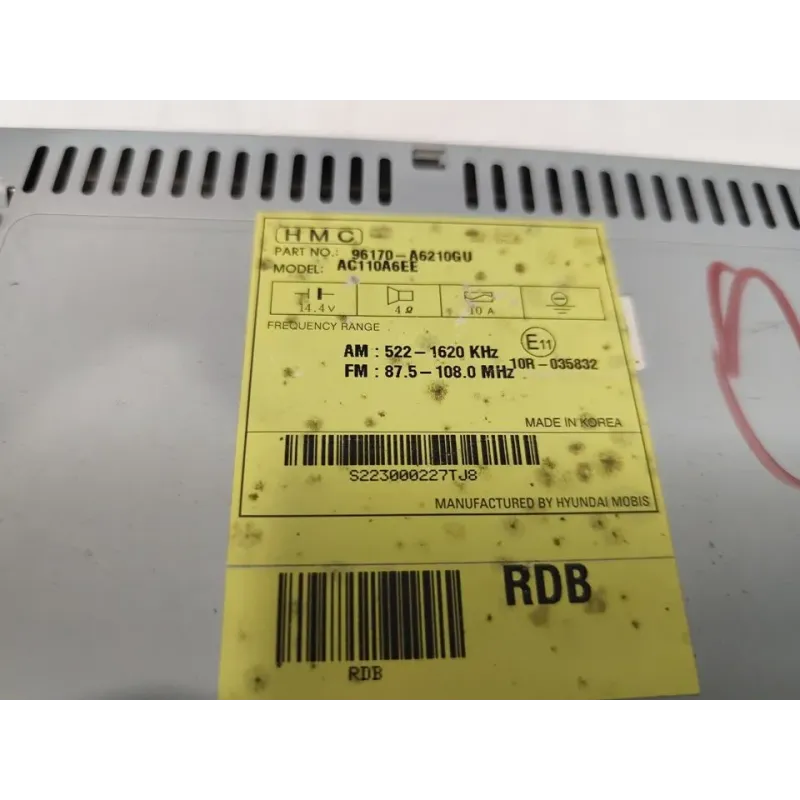 HMC
PART NO.: 96170-A6210GU
MODEL: AC110A6EE
14.4V 4Ω 10A
FREQUENCY RANGE
AM : 522-1620 KHz
FM : 87.5-108.0 MHz
E11
10R-035832
MADE IN KOREA
S223000227TJ8
MANUFACTURED BY HYUNDAI MOBIS
RDB
RDB